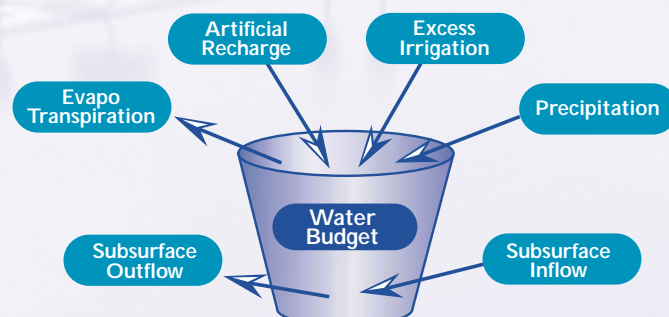 Artificial
Recharge
Excess
Irrigation
Evapo
Transpiration
Precipitation
Water
Budget
Subsurface
Outflow
Subsurface
Inflow